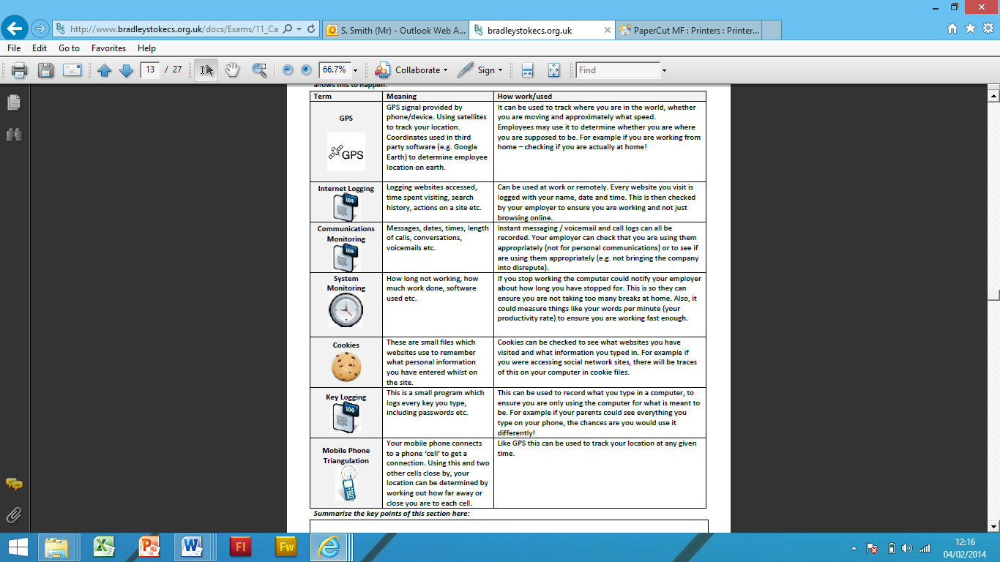 http://www.bradleystokecs.org.uk/docs/Exams/11_Ca
S. Smith (Mr) - Outlook Web A...
bradleystokecs.org.uk
PaperCut MF : Printers : Printer...
File Edit Go to Favorites Help
13 / 27
66.7%
Collaborate
Sign
Find
allows this to happen.
Term Meaning How work/used
GPS
GPS
GPS signal provided by
phone/device. Using satellites
to track your location.
Coordinates used in third
party software (e.g. Google
Earth) to determine employee
location on earth.
It can be used to track where you are in the world, whether
you are moving and approximately what speed.
Employees may use it to determine whether you are where
you are supposed to be. For example if you are working from
home – checking if you are actually at home!
Internet Logging
LOG
Logging websites accessed,
time spent visiting, search
history, actions on a site etc.
Can be used at work or remotely. Every website you visit is
logged with your name, date and time. This is then checked
by your employer to ensure you are working and not just
browsing online.
Communications
Monitoring
LOG
Messages, dates, times, length
of calls, conversations,
voicemails etc.
Instant messaging / voicemail and call logs can all be
recorded. Your employer can check that you are using them
appropriately (not for personal communications) or to see if
are using them appropriately (e.g. not bringing the company
into disrepute).
System
Monitoring
How long not working, how
much work done, software
used etc.
If you stop working the computer could notify your employer
about how long you have stopped for. This is so they can
ensure you are not taking too many breaks at home. Also, it
could measure things like your words per minute (your
productivity rate) to ensure you are working fast enough.
Cookies
These are small files which
websites use to remember
what personal information
you have entered whilst on
the site.
Cookies can be checked to see what websites you have
visited and what information you typed in. For example if
you were accessing social network sites, there will be traces
of this on your computer in cookie files.
Key Logging
LOG
This is a small program which
logs every key you type,
including passwords etc.
This can be used to record what you type in a computer, to
ensure you are only using the computer for what is meant to
be. For example if your parents could see everything you
type on your phone, the chances are you would use it
differently!
Mobile Phone
Triangulation
Your mobile phone connects
to a phone ‘cell’ to get a
connection. Using this and two
other cells close by, your
location can be determined by
working out how far away or
close you are to each cell.
Like GPS this can be used to track your location at any given
time.
Summarise the key points of this section here:
Fl
Fw
12:16
04/02/2014